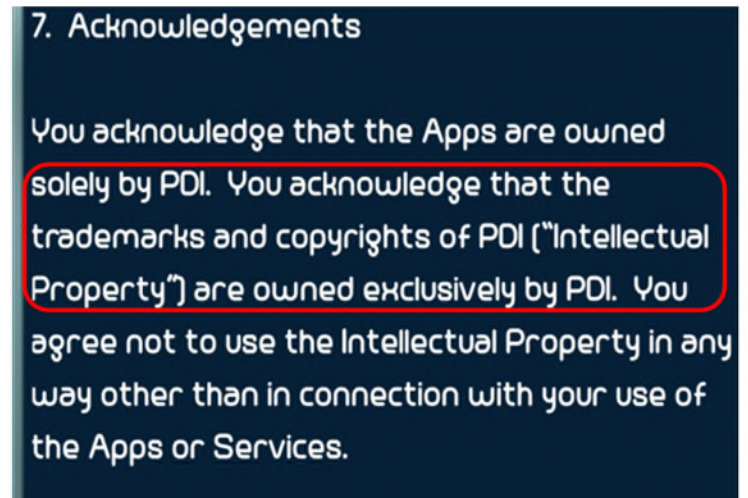 7. Acknowledgements
You acknowledge that the Apps are owned
solely by PDI. You acknowledge that the
trademarks and copyrights of PDI ("Intellectual
Property") are owned exclusively by PDI. You
agree not to use the Intellectual Property in any
way other than in connection with your use of
the Apps or Services.